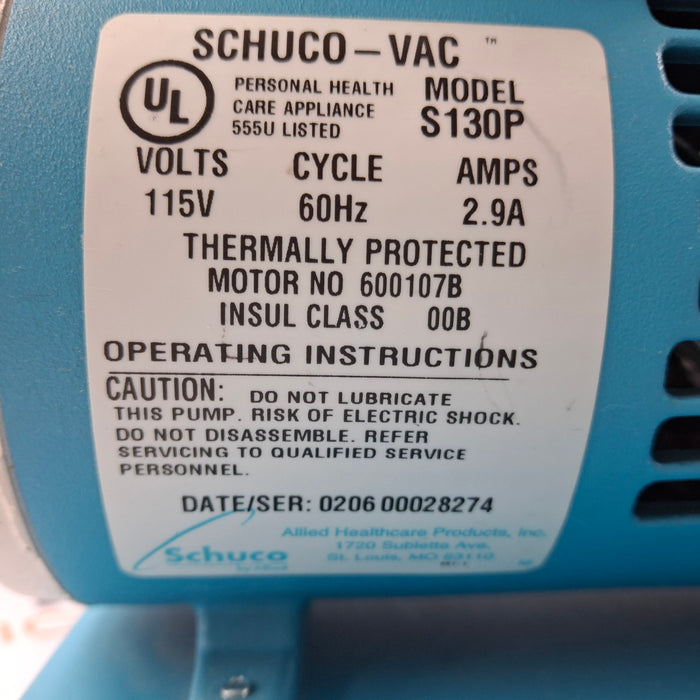 SCHUCO-VAC ™
UL
PERSONAL HEALTH
CARE APPLIANCE
555U LISTED
MODEL
S130P
VOLTS CYCLE AMPS
115V 60Hz 2.9A
THERMALLY PROTECTED
MOTOR NO 600107B
INSUL CLASS 00B
OPERATING INSTRUCTIONS
CAUTION: DO NOT LUBRICATE
THIS PUMP. RISK OF ELECTRIC SHOCK.
DO NOT DISASSEMBLE. REFER
SERVICING TO QUALIFIED SERVICE
PERSONNEL.
DATE/SER: 0206 00028274
Schuco
by Allied
Allied Healthcare Products, Inc.
1720 Sublette Ave.
St. Louis, MO 63110